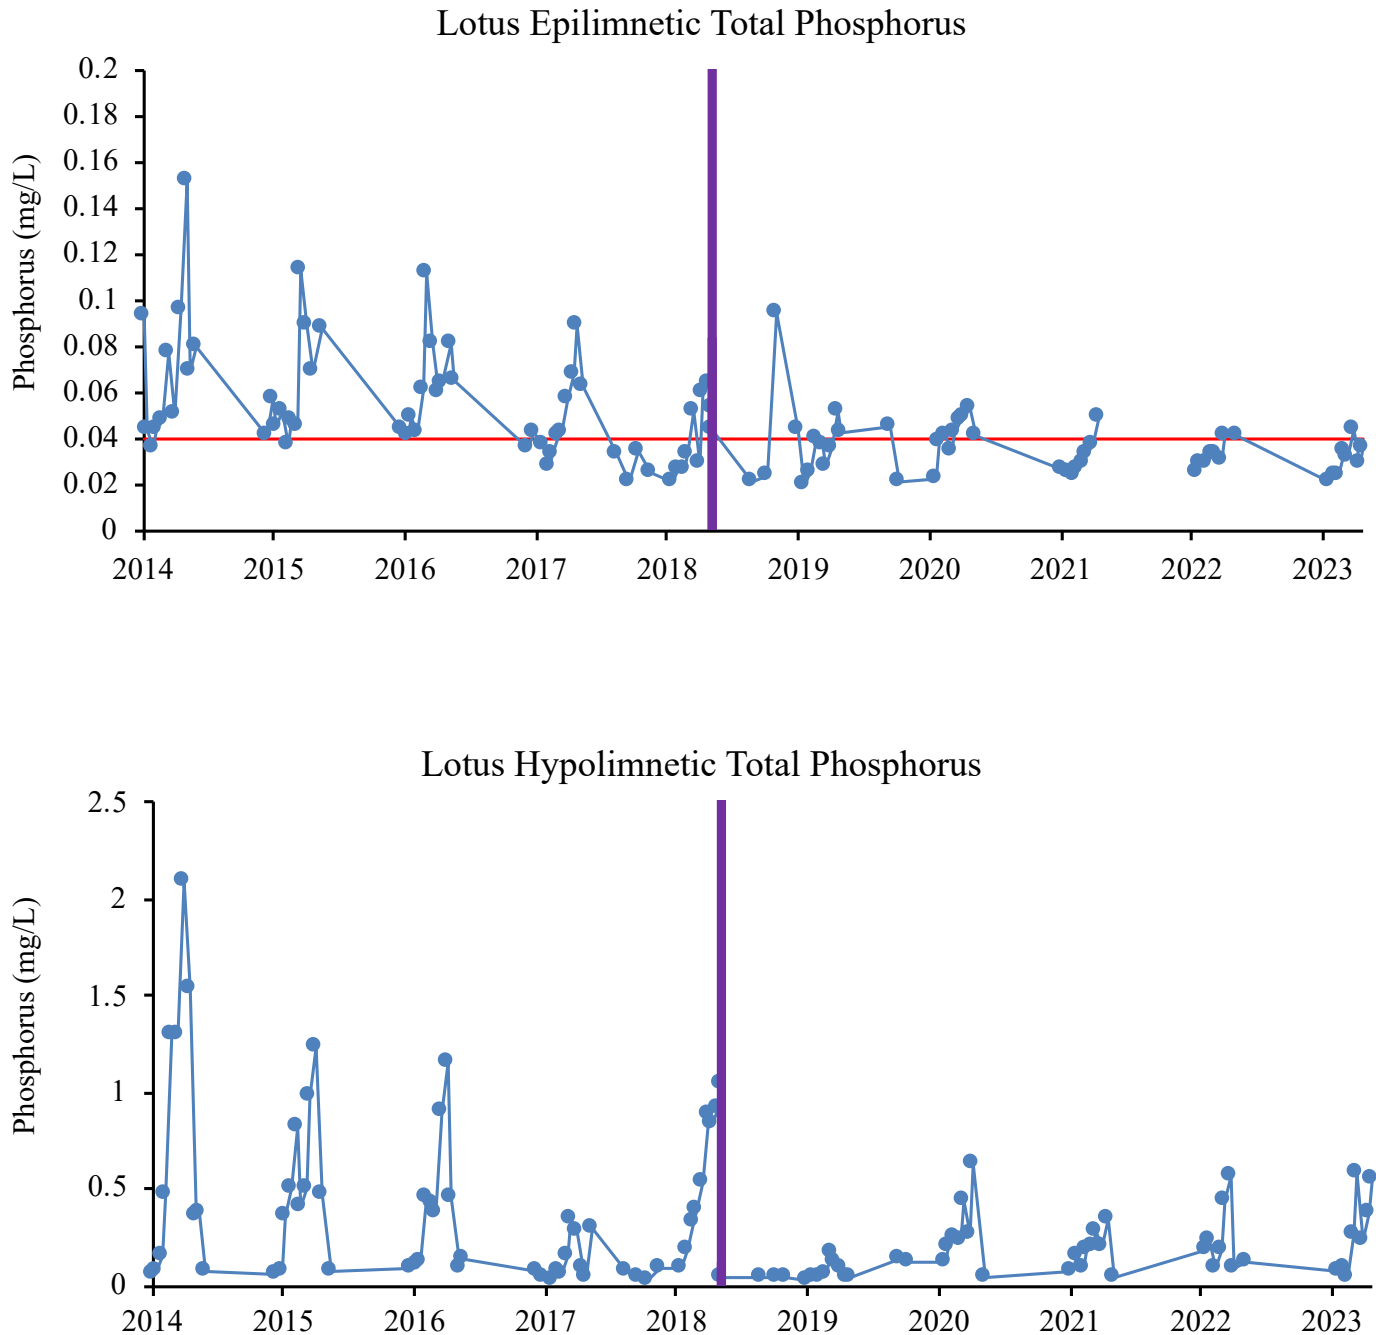 Lotus Epilimnetic Total Phosphorus
Phosphorus (mg/L)
0.2
0.18
0.16
0.14
0.12
0.1
0.08
0.06
0.04
0.02
0
2014 2015 2016 2017 2018 2019 2020 2021 2022 2023
Lotus Hypolimnetic Total Phosphorus
Phosphorus (mg/L)
2.5
2
1.5
1
0.5
0
2014 2015 2016 2017 2018 2019 2020 2021 2022 2023